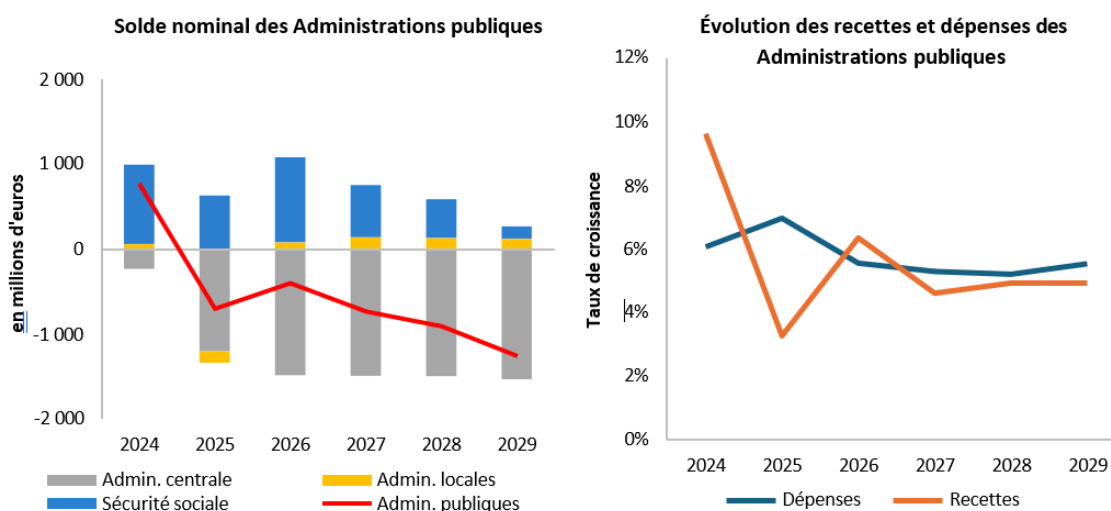 Solde nominal des Administrations publiques
2 000
1 000
0
-1 000
-2 000
en millions d'euros
2024 2025 2026 2027 2028 2029
Admin. centrale Admin. locales
Sécurité sociale Admin. publiques
Évolution des recettes et dépenses des
Administrations publiques
12%
10%
8%
6%
4%
2%
0%
Taux de croissance
2024 2025 2026 2027 2028 2029
Dépenses Recettes